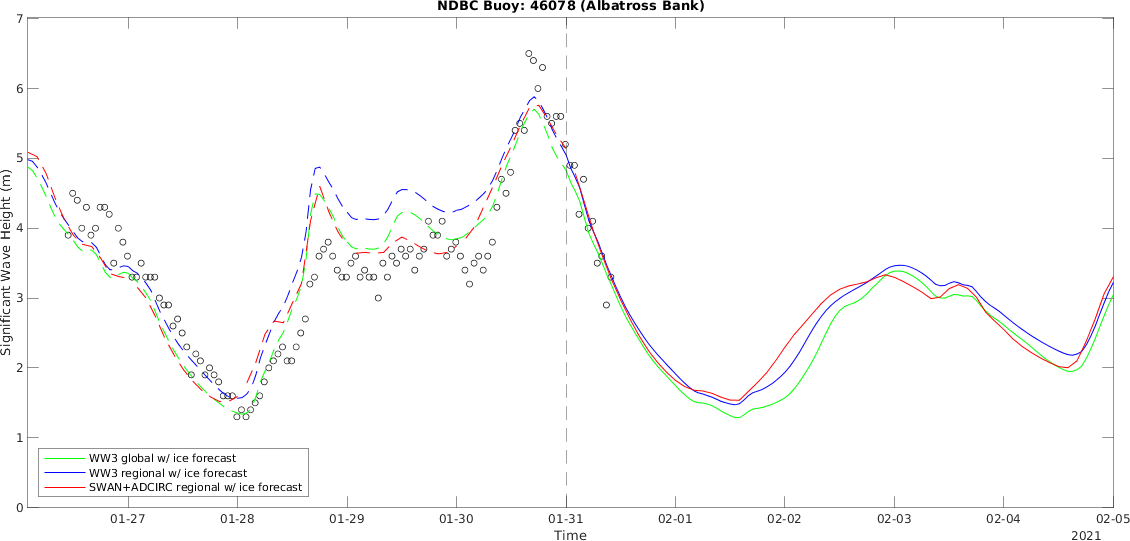 NDBC Buoy: 46078 (Albatross Bank)
7
6
5
4
3
2
1
0
Significant Wave Height (m)
WW3 global w/ ice forecast
WW3 regional w/ ice forecast
SWAN+ADCIRC regional w/ ice forecast
01-27 01-28 01-29 01-30 01-31 02-01 02-02 02-03 02-04 02-05
Time
2021